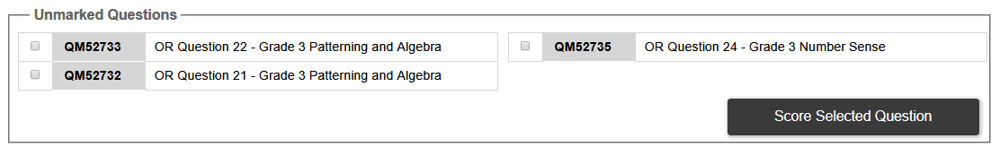 Unmarked Questions
QM52733 OR Question 22 - Grade 3 Patterning and Algebra
QM52735 OR Question 24 - Grade 3 Number Sense
QM52732 OR Question 21 - Grade 3 Patterning and Algebra
Score Selected Question